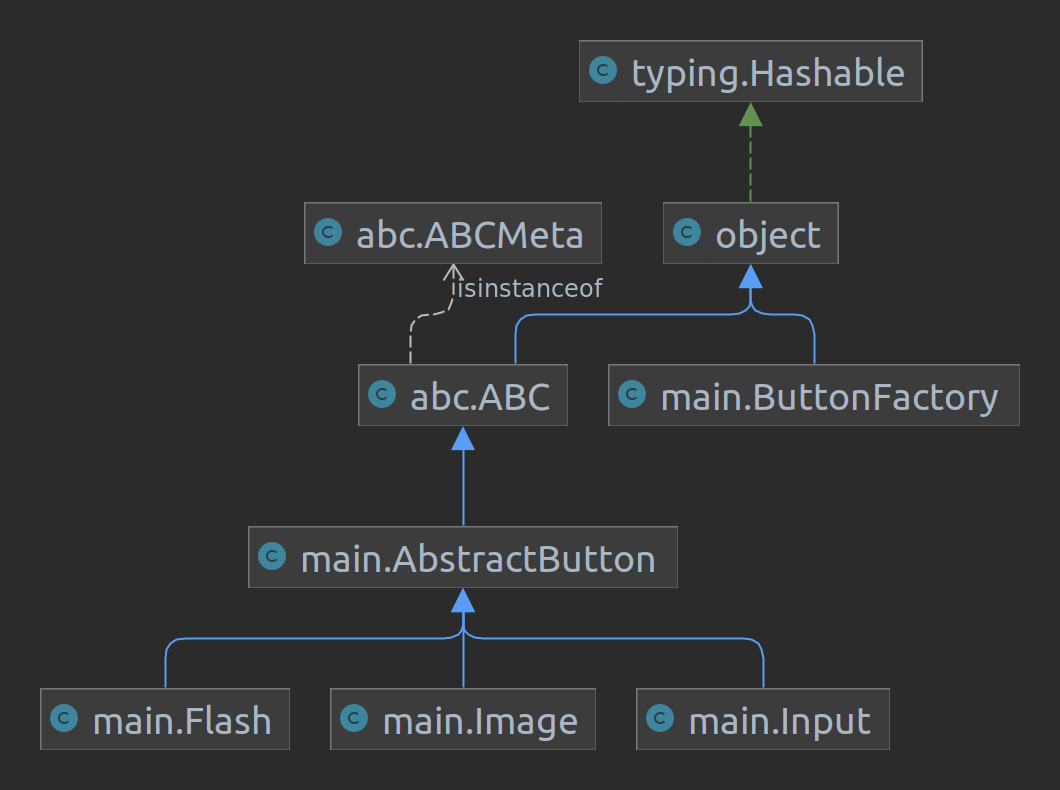 typing.Hashable
abc.ABCMeta
object
isinstanceof
abc.ABC
main.ButtonFactory
main.AbstractButton
main.Flash
main.Image
main.Input